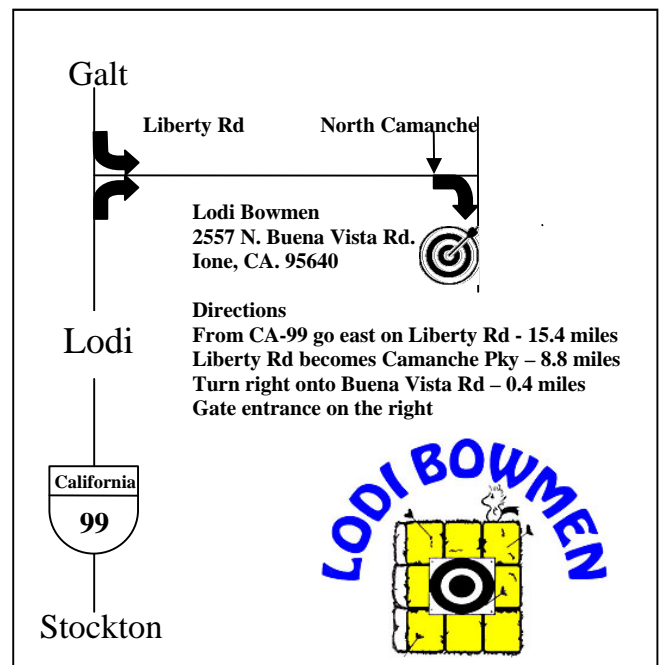 Galt
Liberty Rd
North Camanche
Lodi Bowmen
2557 N. Buena Vista Rd.
Ione, CA. 95640
Directions
From CA-99 go east on Liberty Rd - 15.4 miles
Liberty Rd becomes Camanche Pky – 8.8 miles
Turn right onto Buena Vista Rd – 0.4 miles
Gate entrance on the right
Lodi
California
99
Stockton
LODI BOWMEN